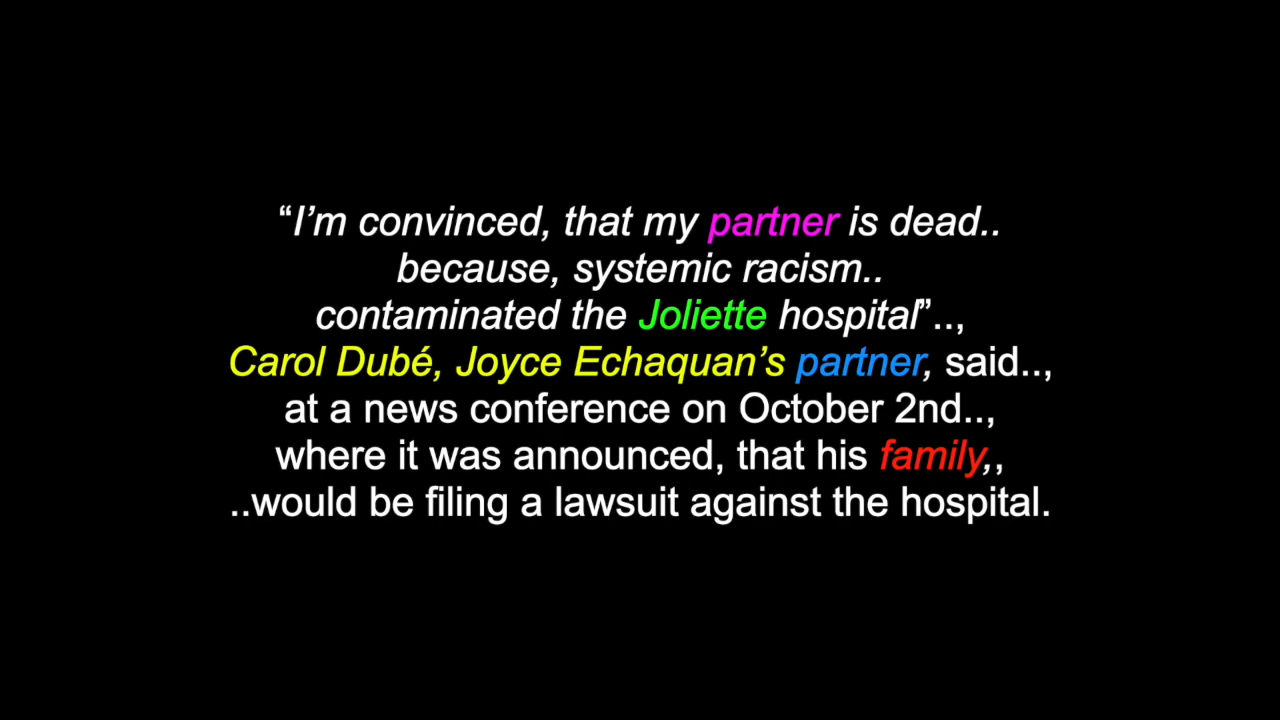 “I’m convinced, that my partner is dead..
because, systemic racism..
contaminated the Joliette hospital”..,
Carol Dubé, Joyce Echaquan’s partner, said..,
at a news conference on October 2nd..,
where it was announced, that his family,,
..would be filing a lawsuit against the hospital.